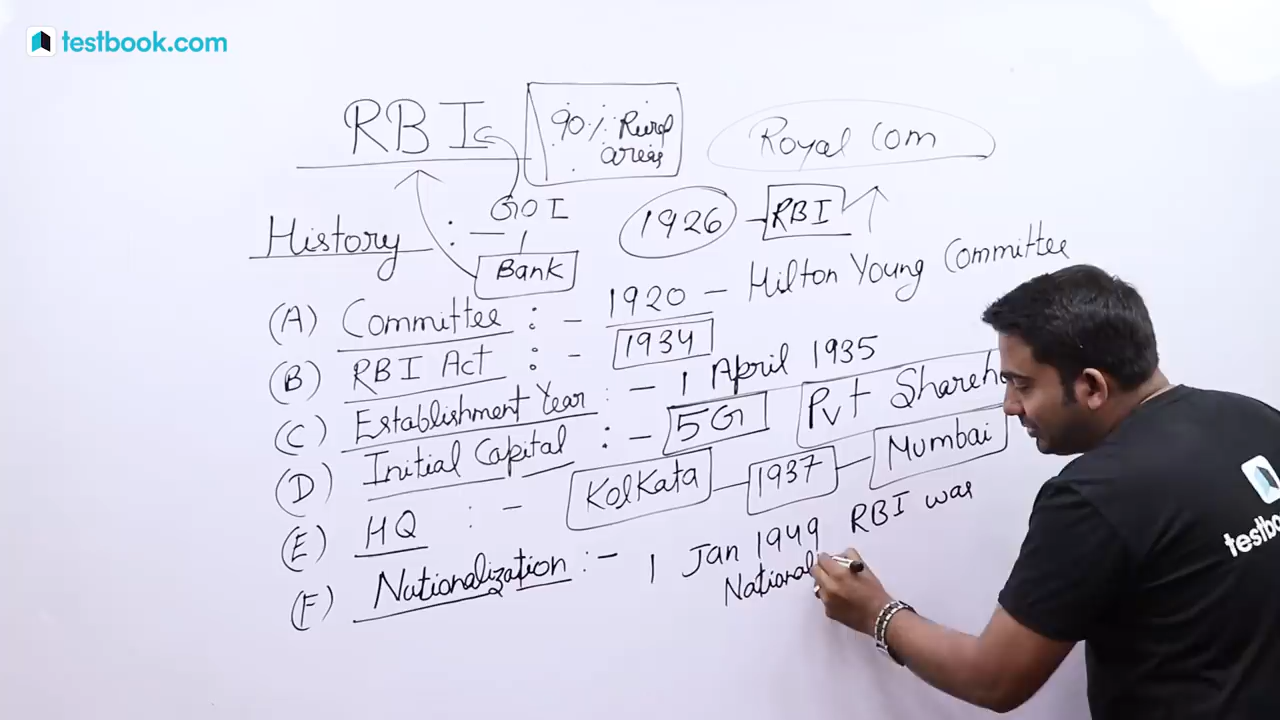 testbook.com
RBI
90% Rural
areas
Royal Com
GOI
1926 - RBI
History :-
Bank
Hilton Young Committee
(A) Committee :- 1920 -
(B) RBI Act :- 1934
(C) Establishment Year :- 1 April 1935
(D) Initial Capital :- 5G Pvt
(E) HQ :- Kolkata - 1937 - Mumbai
(F) Nationalization :- 1 Jan 1949 RBI was